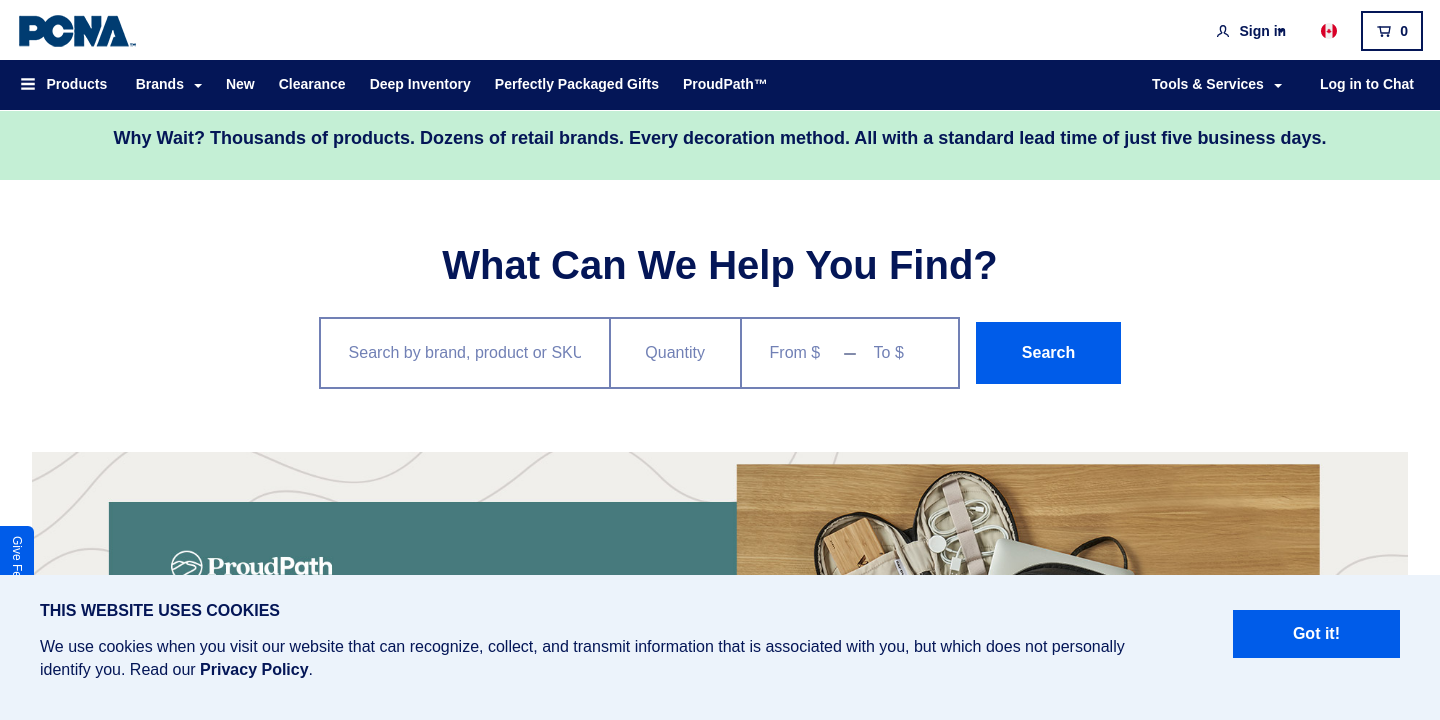 PCNA™
Sign in
0
Products Brands New Clearance Deep Inventory Perfectly Packaged Gifts ProudPath™ Tools & Services Log in to Chat
Why Wait? Thousands of products. Dozens of retail brands. Every decoration method. All with a standard lead time of just five business days.
What Can We Help You Find?
Search by brand, product or SKU Quantity From $ – To $ Search
ProudPath
Give Fe
THIS WEBSITE USES COOKIES
We use cookies when you visit our website that can recognize, collect, and transmit information that is associated with you, but which does not personally
identify you. Read our Privacy Policy.
Got it!